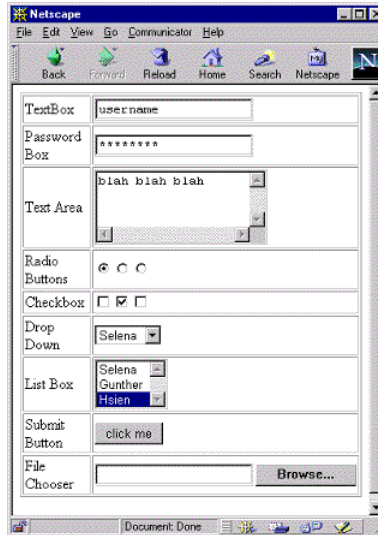 Netscape
File Edit View Go Communicator Help
Back Forward Reload Home Search Netscape N
TextBox username
Password
Box ********
Text Area blah blah blah
Radio
Buttons
Checkbox
Drop
Down Selena
List Box Selena
Gunther
Hsien
Submit
Button click me
File
Chooser Browse...
Document: Done